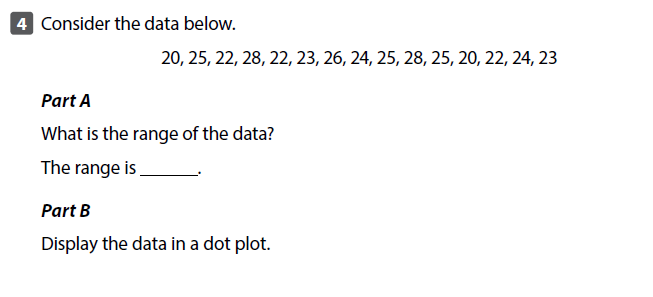 4 Consider the data below.
20, 25, 22, 28, 22, 23, 26, 24, 25, 28, 25, 20, 22, 24, 23
Part A
What is the range of the data?
The range is ______.
Part B
Display the data in a dot plot.